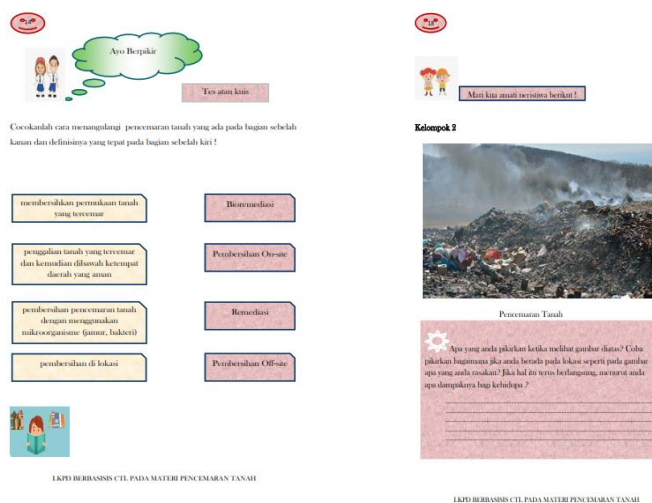 Ayo Berpikir
Tes atau kuis
Cocokanlah cara menangulangi pencemaran tanah yang ada pada bagian sebelah
kanan dan definisinya yang tepat pada bagian sebelah kiri !
membersihkan permukaan tanah
yang tercemar
Bioremediasi
penggalian tanah yang tercemar
dan kemudian dibawah ketempat
daerah yang aman
Pembersihan On-site
pembersihan pencemaran tanah
dengan menggunakan
mikroorganisme (jamur, bakteri)
Remediasi
pembersihan di lokasi
Pembersihan Off-site
LKPD BERBASISIS CTL PADA MATERI PENCEMARAN TANAH
Mari kita amati peristiwa berikut !
Kelompok 2
Pencemaran Tanah
Apa yang anda pikirkan ketika melihat gambar diatas? Coba
pikirkan bagaimana jika anda berada pada lokasi seperti pada gambar
apa yang anda rasakan? Jika hal itu terus berlangsung, menurut anda
apa dampaknya bagi kehidupa ?
LKPD BERBASISIS CTL PADA MATERI PENCEMARAN TANAH